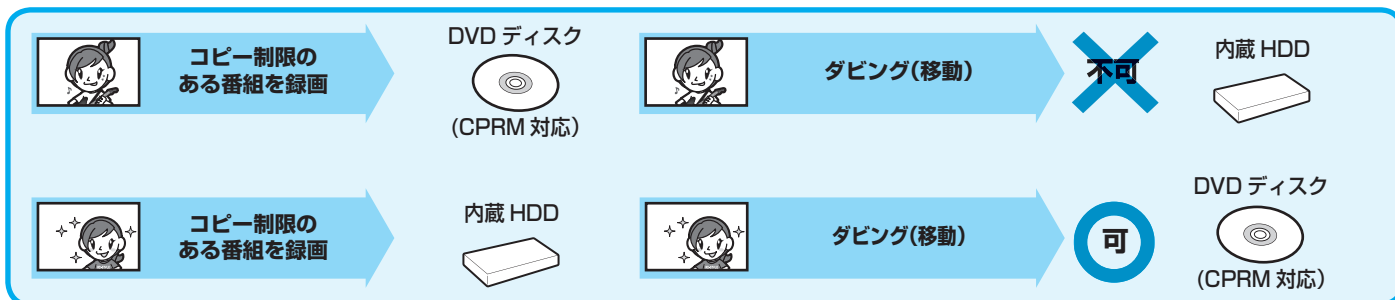 コピー制限の
ある番組を録画
DVD ディスク
(CPRM 対応）
ダビング（移動）
不可
内蔵 HDD
コピー制限の
ある番組を録画
内蔵 HDD
ダビング（移動）
可
DVD ディスク
(CPRM 対応）